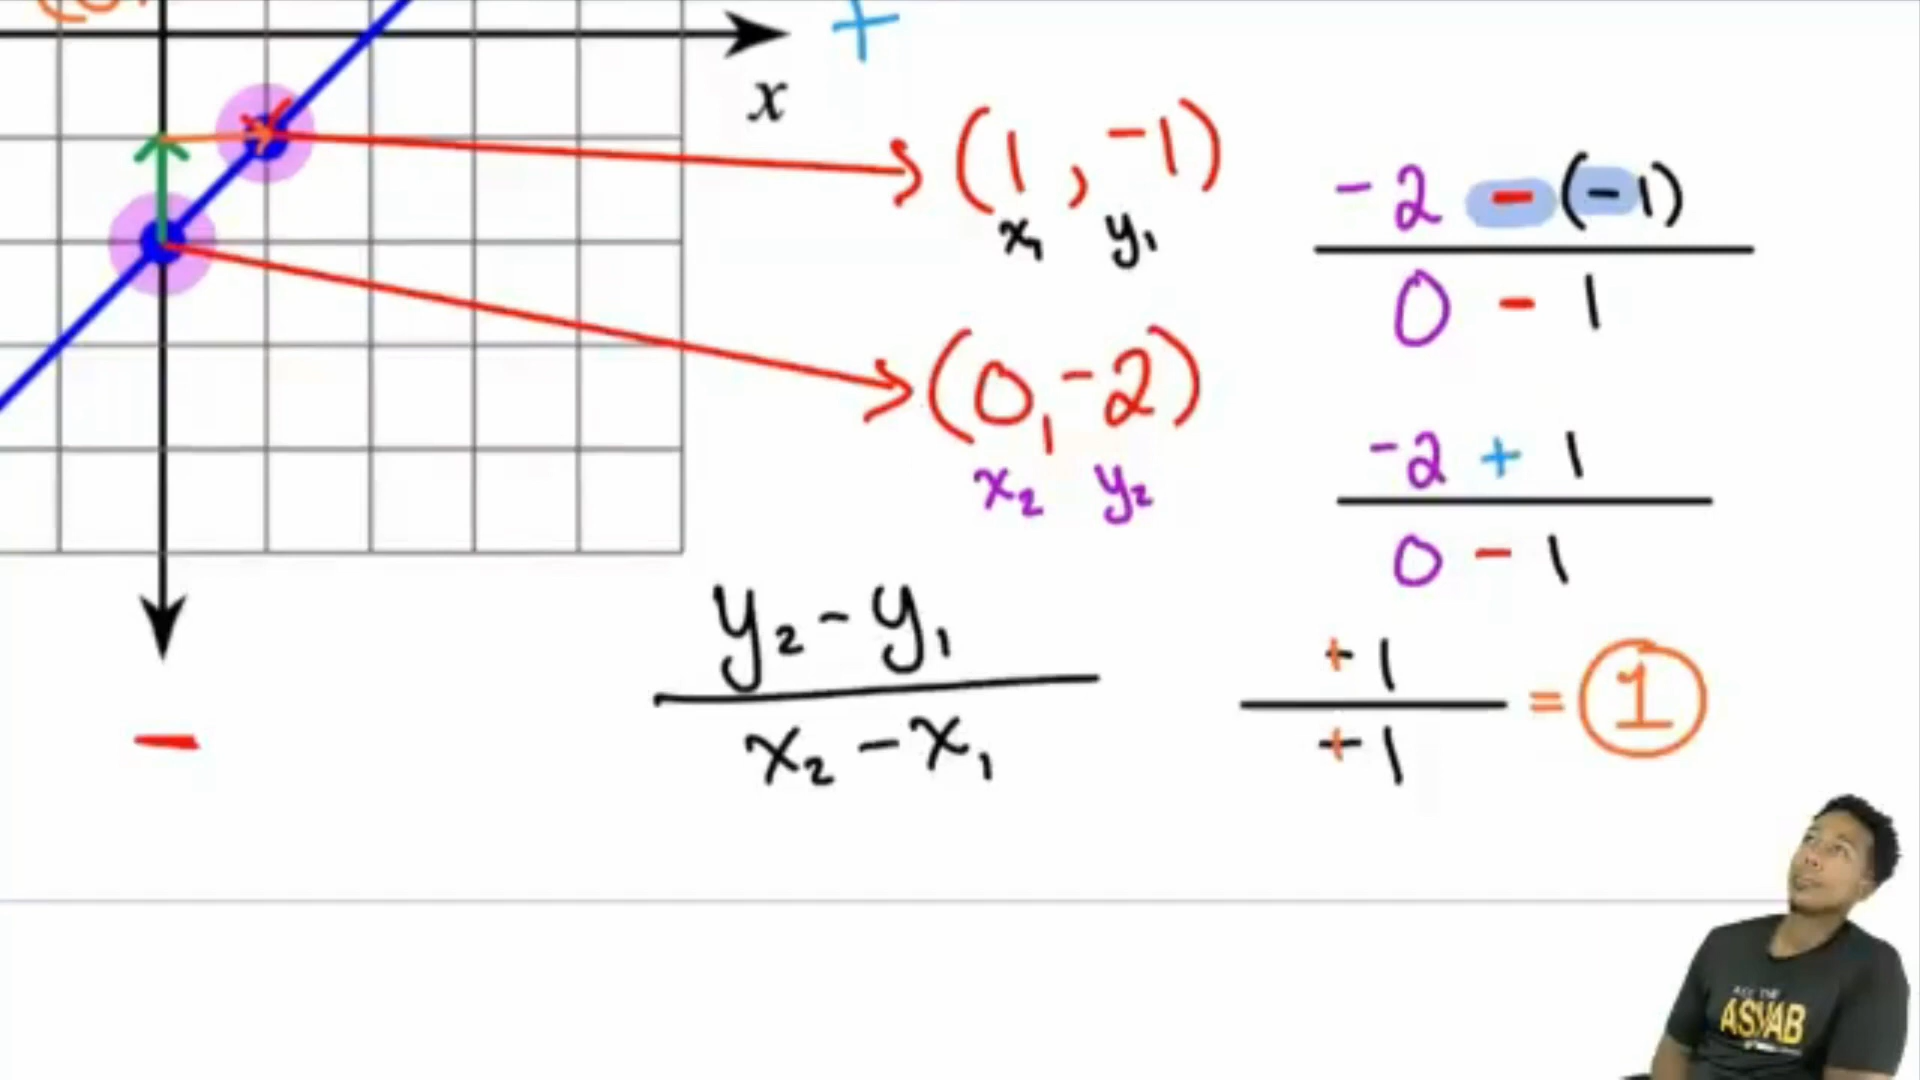 +
x
(1, -1)
x₁ y₁
(0, -2)
x₂ y₂
y₂ - y₁
x₂ - x₁
-2 - (-1)
0 - 1
-2 + 1
0 - 1
+1
+1
= 1
-
ASVAB